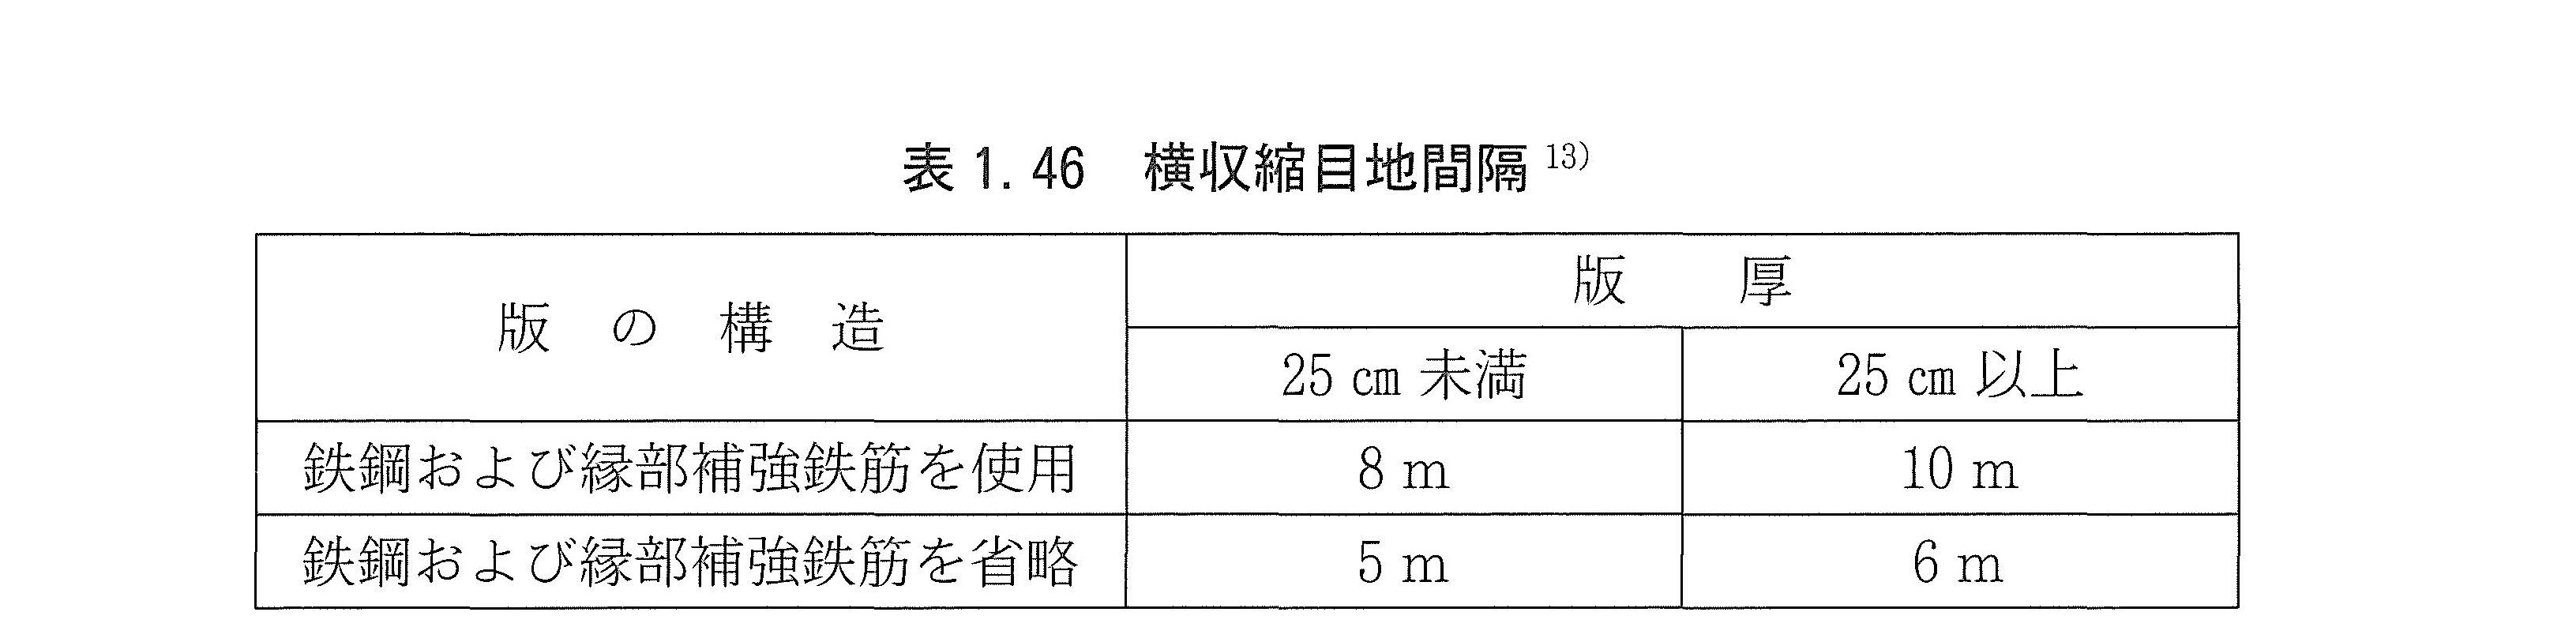 表1.46 横収縮目地間隔 13)
版の構造
版厚
25 cm 未満
25 cm 以上
鉄鋼および縁部補強鉄筋を使用
8 m
10 m
鉄鋼および縁部補強鉄筋を省略
5 m
6 m